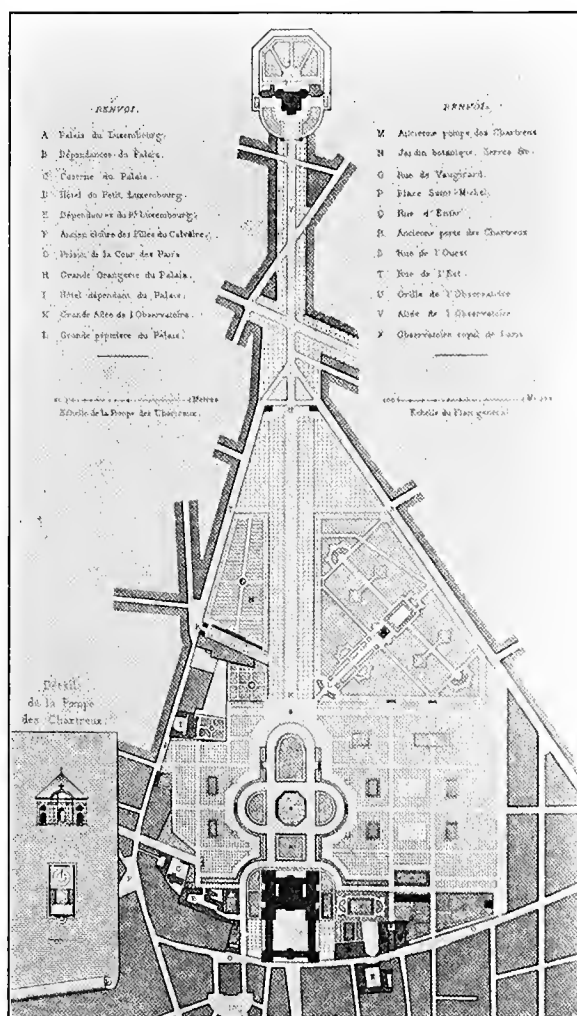 RENVOI.
A Palais du Luxembourg.
B Dépendances du Palais.
C Caserne du Palais.
D Hôtel du Petit Luxembourg.
E Dépendances du Pt. Luxembourg.
F Ancien cloitre des Filles du Calvaire.
G Prison de la Cour des Pairs
H Grande Orangerie du Palais.
I Hôtel dépendant du Palais.
K Grande Allée de l'Observatoire.
L Grande pépinière du Palais.
Mètres
Echelle de la Pompe des Chartreux.
RENVOI.
M Ancienne pompe des Chartreux
N Jardin botanique, Serres &c.
O Rue de Vaugirard.
P Place Saint-Michel.
Q Rue d'Enfer.
R Ancienne porte des Chartreux
S Rue de l'Ouest
T Rue de l'Est.
U Grille de l'Observatoire
V Allée de l'Observatoire
X Observatoire royal de Paris
Mètres
Echelle du Plan général
Détails
de la Pompe
des Chartreux.